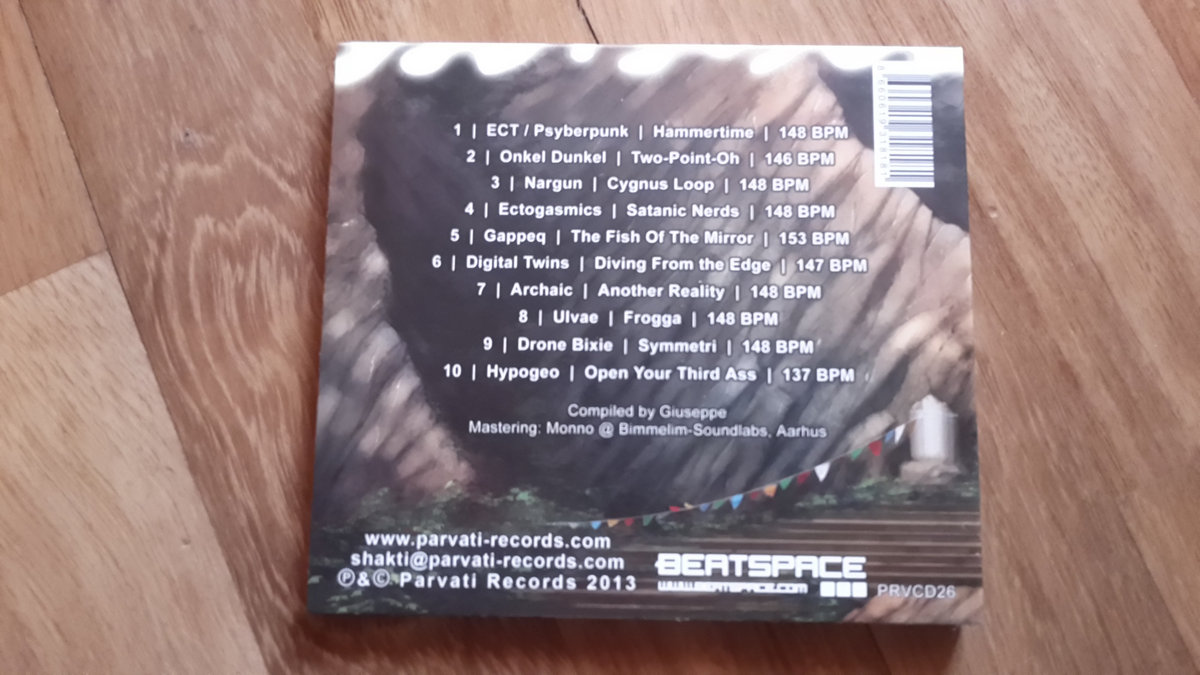 1 | ECT / Psyberpunk | Hammertime | 148 BPM
2 | Onkel Dunkel | Two-Point-Oh | 146 BPM
3 | Nargun | Cygnus Loop | 148 BPM
4 | Ectogasmics | Satanic Nerds | 148 BPM
5 | Gappeq | The Fish Of The Mirror | 153 BPM
6 | Digital Twins | Diving From the Edge | 147 BPM
7 | Archaic | Another Reality | 148 BPM
8 | Ulvae | Frogga | 148 BPM
9 | Drone Bixie | Symmetri | 148 BPM
10 | Hypogeo | Open Your Third Ass | 137 BPM
Compiled by Giuseppe
Mastering: Monno @ Bimmelim-Soundlabs, Aarhus
www.parvati-records.com
shakti@parvati-records.com
℗&© Parvati Records 2013
BEATSPACE
PRVCD26